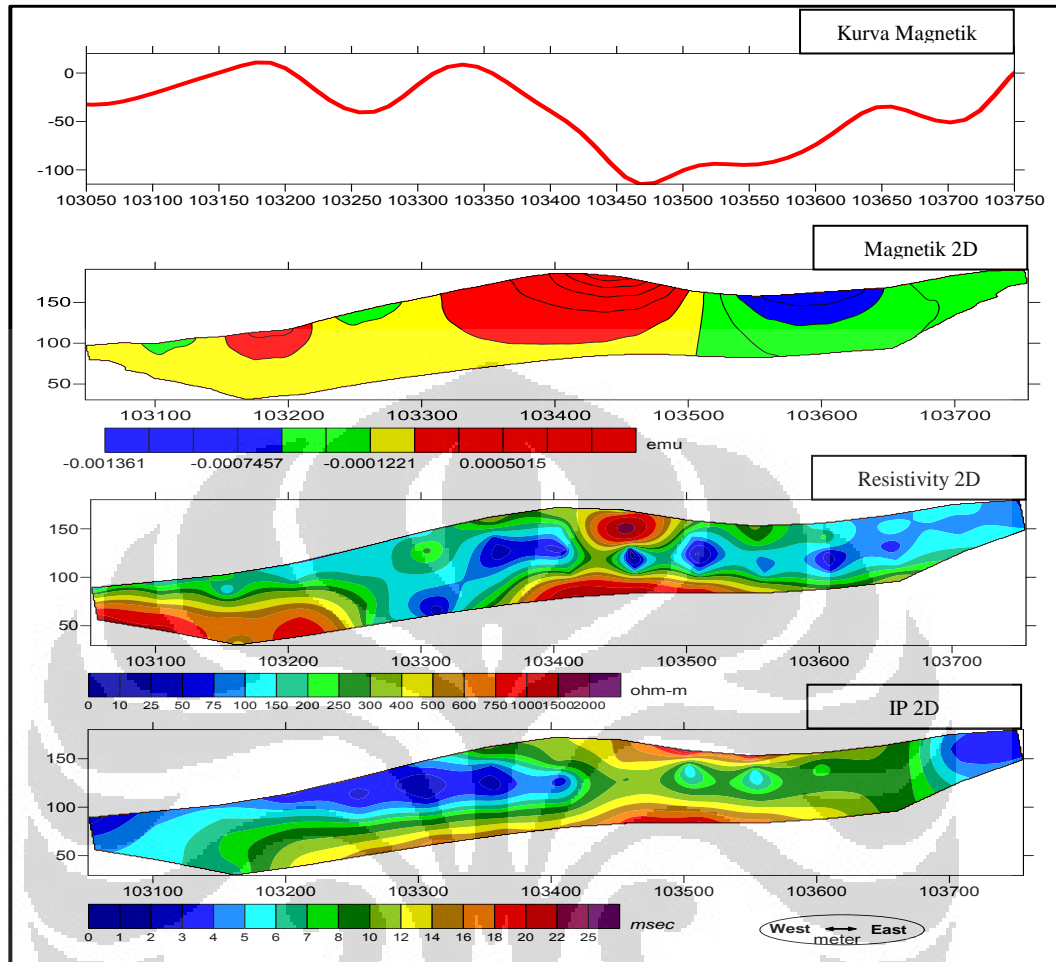 Kurva Magnetik
0
-50
-100
103050 103100 103150 103200 103250 103300 103350 103400 103450 103500 103550 103600 103650 103700 103750
Magnetik 2D
150
100
50
103100 103200 103300 103400 103500 103600 103700
emu
-0.001361 -0.0007457 -0.0001221 0.0005015
Resistivity 2D
150
100
50
103100 103200 103300 103400 103500 103600 103700
ohm-m
0 10 25 50 75 100 150 200 250 300 400 500 600 750 1000 1500 2000
IP 2D
150
100
50
103100 103200 103300 103400 103500 103600 103700
msec
0 1 2 3 4 5 6 7 8 10 12 14 16 18 20 22 25
West East
meter